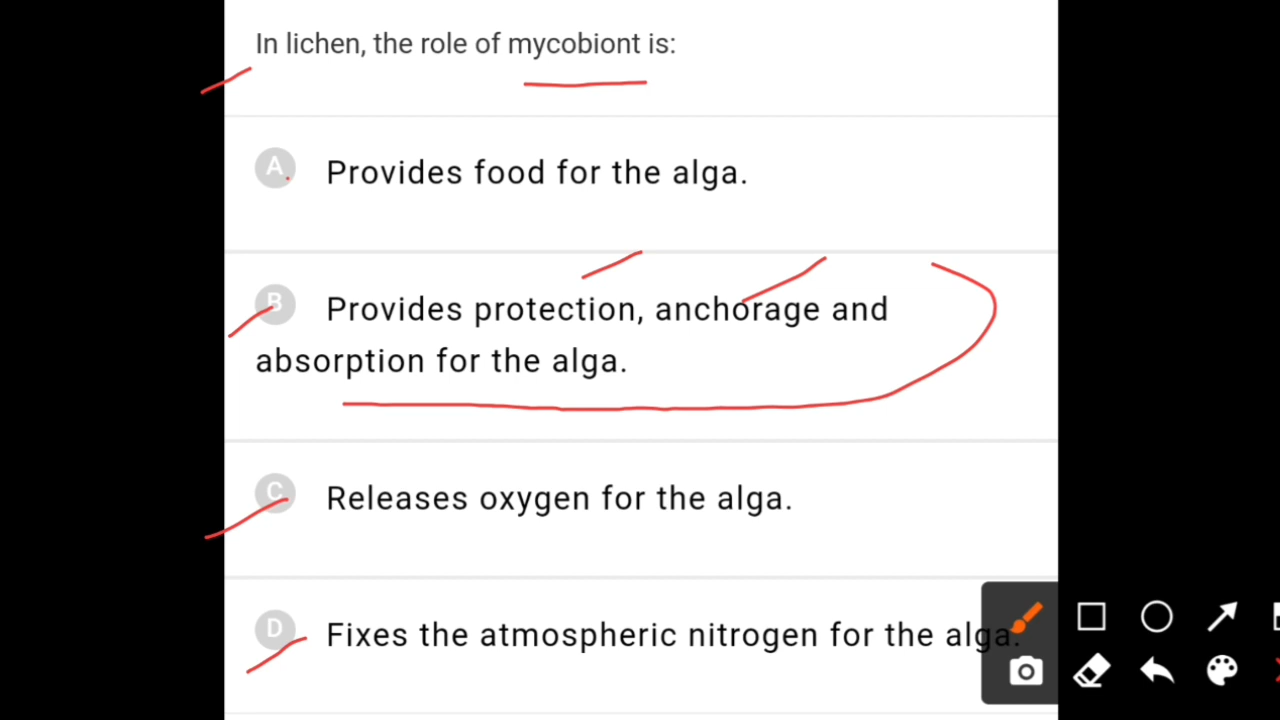 In lichen, the role of mycobiont is:
A Provides food for the alga.
B Provides protection, anchorage and
absorption for the alga.
C Releases oxygen for the alga.
D Fixes the atmospheric nitrogen for the alga.